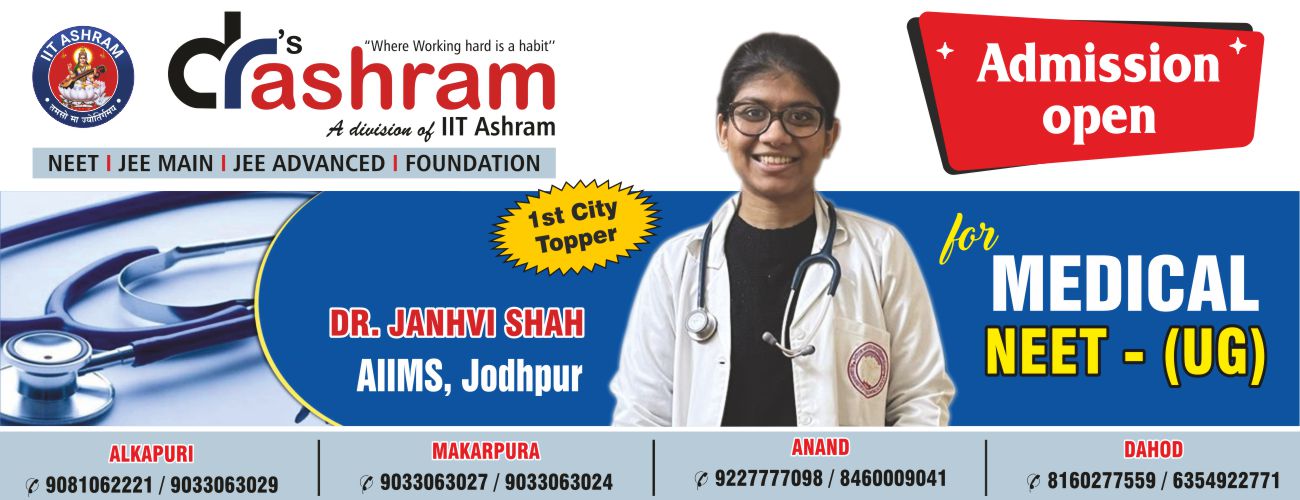 IIT ASHRAM
तमसो मा ज्योतिर्गमय
dr's ashram
“Where Working hard is a habit’’
A division of IIT Ashram
NEET I JEE MAIN I JEE ADVANCED I FOUNDATION
Admission
open
1st City
Topper
DR. JANHVI SHAH
AIIMS, Jodhpur
for
MEDICAL
NEET - (UG)
ALKAPURI
✆ 9081062221 / 9033063029
MAKARPURA
✆ 9033063027 / 9033063024
ANAND
✆ 9227777098 / 8460009041
DAHOD
✆ 8160277559 / 6354922771